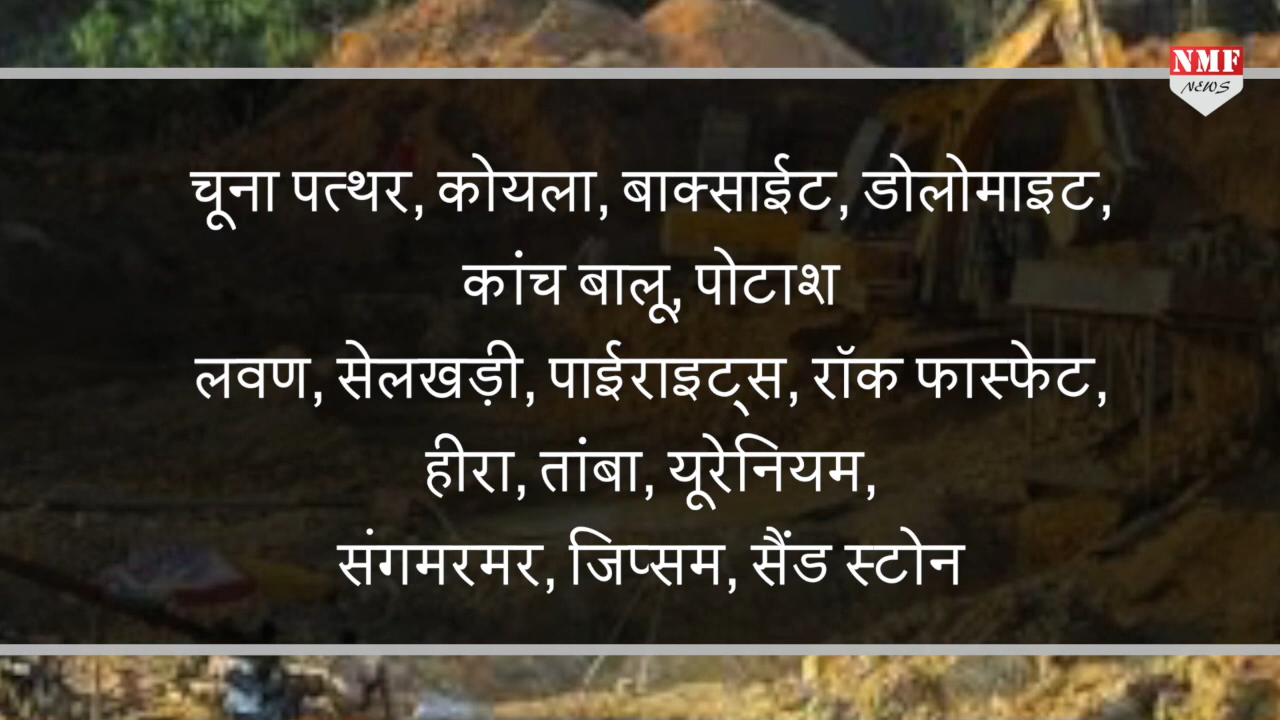 NMF
NEWS
चूना पत्थर, कोयला, बाक्साईट, डोलोमाइट,
कांच बालू, पोटाश
लवण, सेलखड़ी, पाईराइट्स, रॉक फास्फेट,
हीरा, तांबा, यूरेनियम,
संगमरमर, जिप्सम, सैंड स्टोन